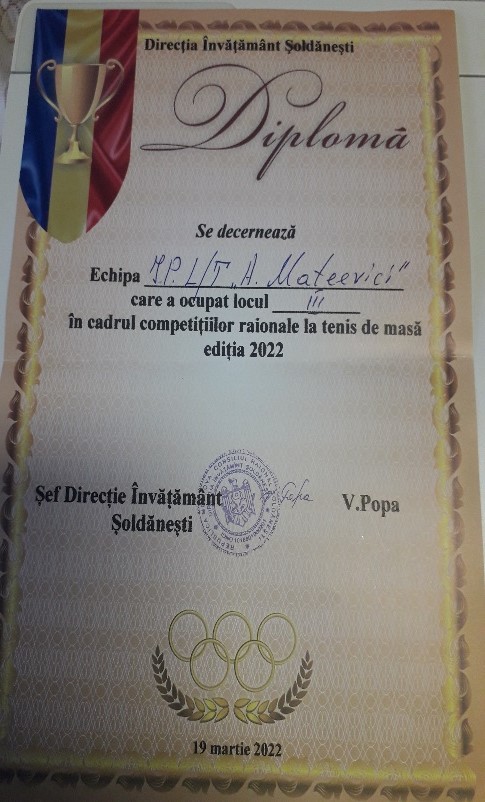 Direcția Învățământ Șoldănești
Diplomă
Se decernează
Echipa I.P. L/T „A. Mateevici"
care a ocupat locul III
în cadrul competițiilor raionale la tenis de masă
ediția 2022
Șef Direcție Învățământ
Șoldănești
V.Popa
19 martie 2022